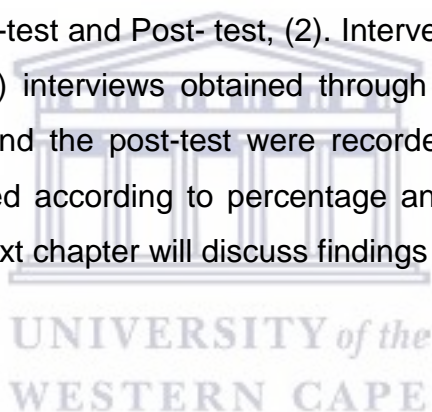 -test and Post- test, (2). Interve
) interviews obtained through
nd the post-test were recorde
ed according to percentage an
xt chapter will discuss findings
UNIVERSITY of the
WESTERN CAPE